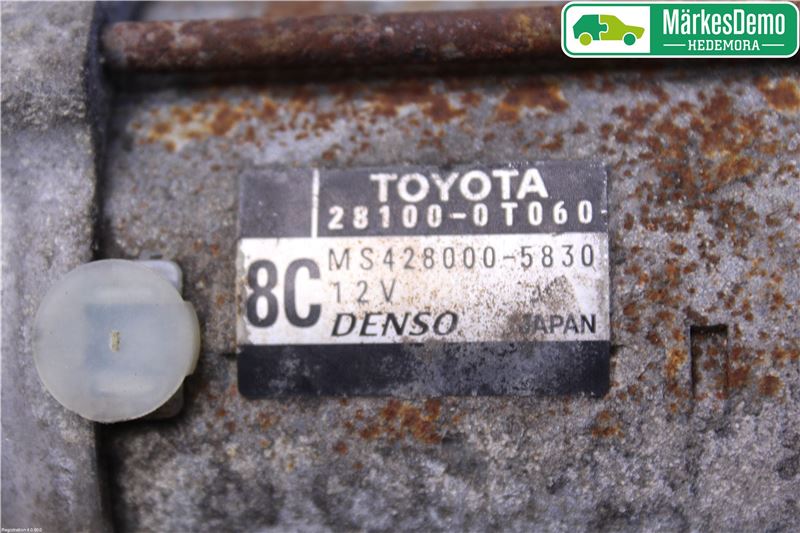 MärkesDemo
HEDEMORA
TOYOTA
28100-0T060
8C
MS428000-5830
12V
DENSO JAPAN